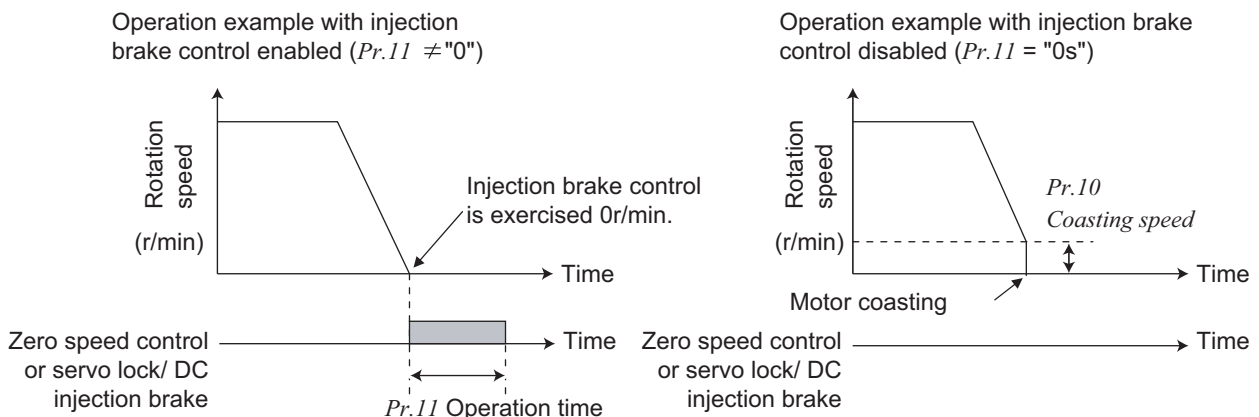 Operation example with injection
brake control enabled (Pr.11 ≠"0")
Rotation
speed
(r/min)
Injection brake control
is exercised 0r/min.
Time
Zero speed control
or servo lock/ DC
injection brake
Time
Pr.11 Operation time
Operation example with injection brake
control disabled (Pr.11 = "0s")
Rotation
speed
(r/min)
Pr.10
Coasting speed
Time
Motor coasting
Zero speed control
or servo lock/ DC
injection brake
Time